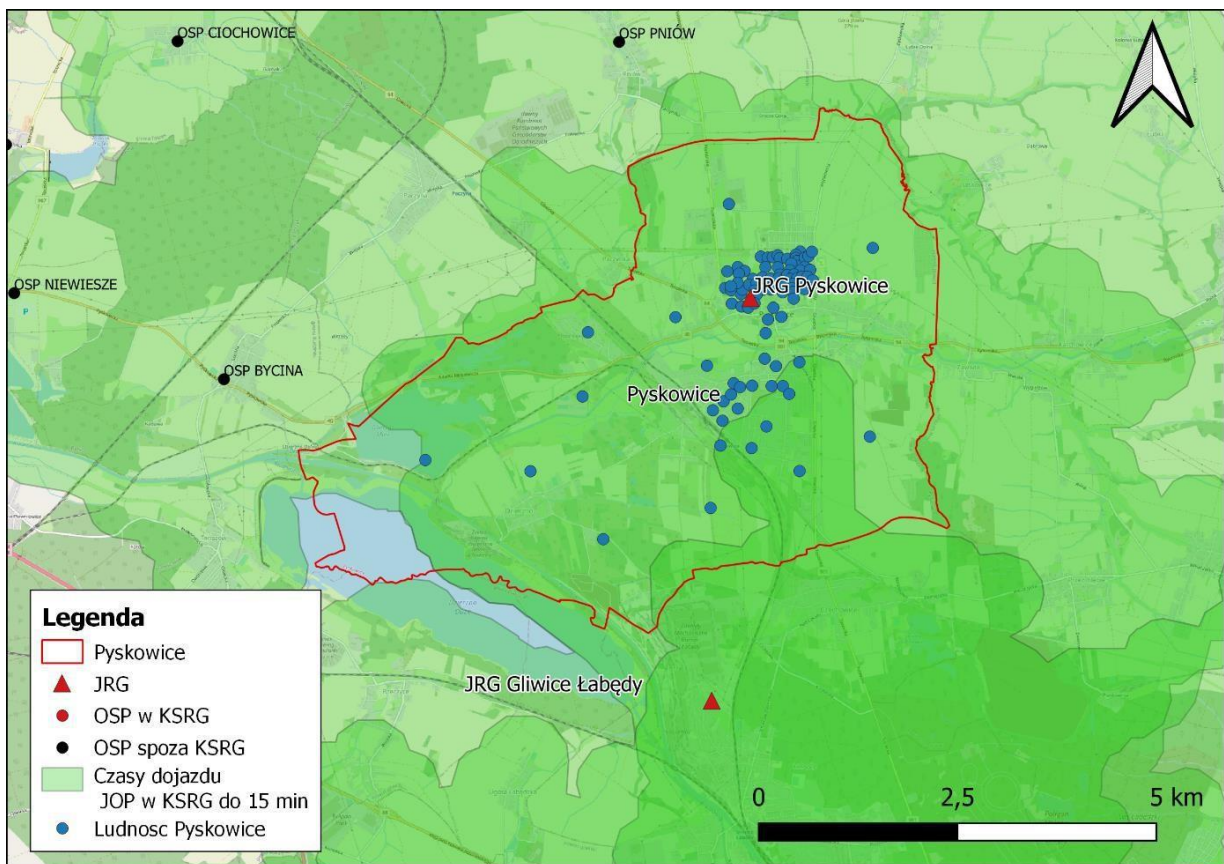 OSP CIOCHOWICE
OSP PNIÓW
OSP NIEWIESZE
OSP BYCINA
JRG Pyskowice
Pyskowice
JRG Gliwice Łabędy
Legenda
Pyskowice
JRG
OSP w KSRG
OSP spoza KSRG
Czasy dojazdu
JOP w KSRG do 15 min
Ludnosc Pyskowice
0 2,5 5 km